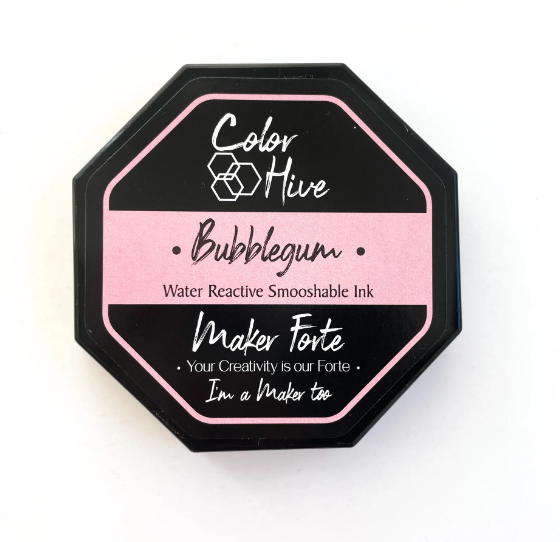 Color
Hive
• Bubblegum •
Water Reactive Smooshable Ink
Maker Forte
• Your Creativity is our Forte •
I'm a Maker too